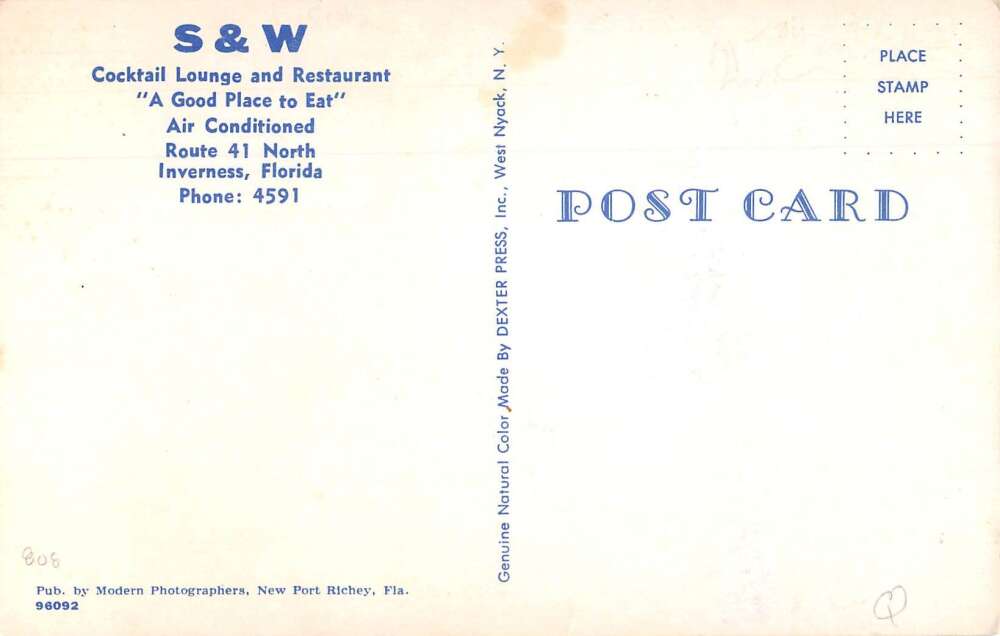 S & W
Cocktail Lounge and Restaurant
"A Good Place to Eat"
Air Conditioned
Route 41 North
Inverness, Florida
Phone: 4591
Genuine Natural Color Made By DEXTER PRESS, Inc., West Nyack, N. Y.
PLACE
STAMP
HERE
POST CARD
808
Pub. by Modern Photographers, New Port Richey, Fla.
96092